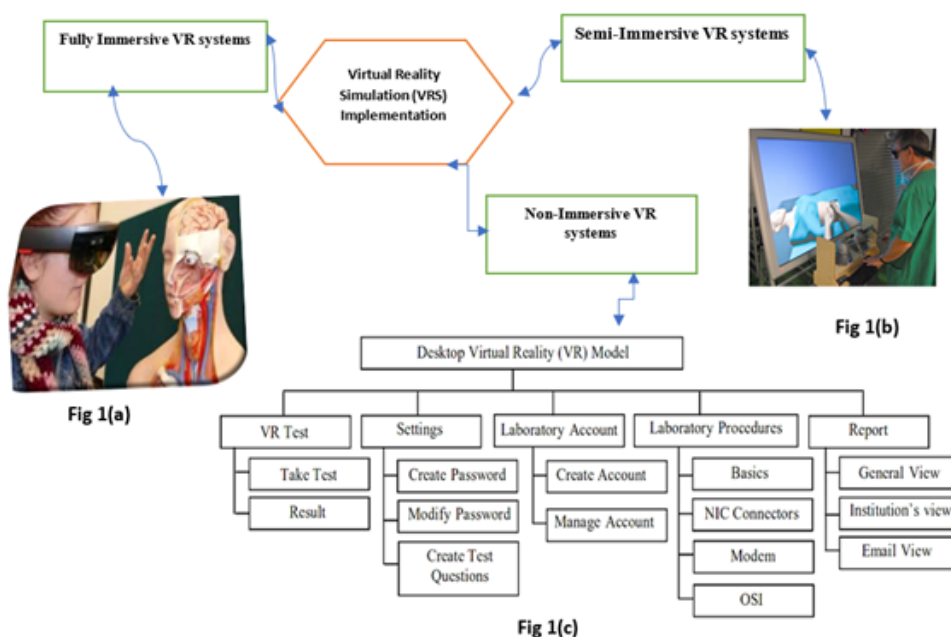 Fully Immersive VR systems
Virtual Reality
Simulation (VRS)
Implementation
Semi-Immersive VR systems
Non-Immersive VR
systems
Fig 1(a)
Fig 1(b)
Desktop Virtual Reality (VR) Model
VR Test
Take Test
Result
Settings
Create Password
Modify Password
Create Test
Questions
Laboratory Account
Create Account
Manage Account
Laboratory Procedures
Basics
NIC Connectors
Modem
OSI
Report
General View
Institution's view
Email View
Fig 1(c)